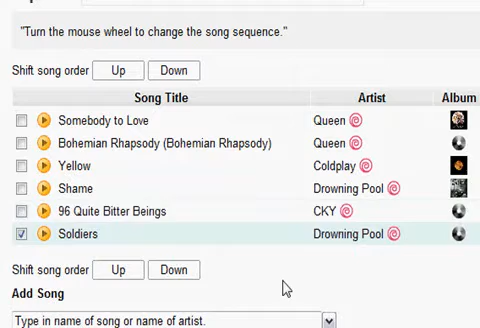 "Turn the mouse wheel to change the song sequence."
Shift song order Up Down
Song Title Artist Album
Somebody to Love Queen
Bohemian Rhapsody (Bohemian Rhapsody) Queen
Yellow Coldplay
Shame Drowning Pool
96 Quite Bitter Beings CKY
Soldiers Drowning Pool
Shift song order Up Down
Add Song
Type in name of song or name of artist.